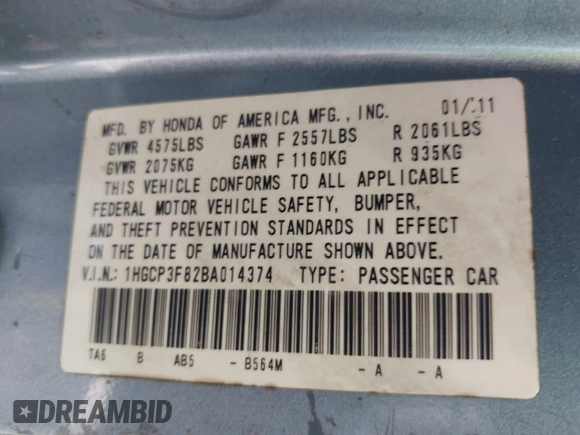 MFD. BY HONDA OF AMERICA MFG., INC. 01/11
GVWR 4575LBS GAWR F 2557LBS R 2061LBS
GVWR 2075KG GAWR F 1160KG R 935KG
THIS VEHICLE CONFORMS TO ALL APPLICABLE
FEDERAL MOTOR VEHICLE SAFETY, BUMPER,
AND THEFT PREVENTION STANDARDS IN EFFECT
ON THE DATE OF MANUFACTURE SHOWN ABOVE.
V.I.N.: 1HGCP3F82BA014374 TYPE: PASSENGER CAR
TA6 B AB5 - B564M - A - A
DREAMBID